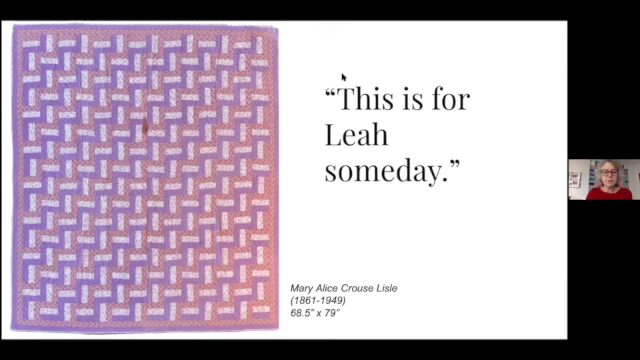 “This is for
Leah
someday.”
Mary Alice Crouse Lisle
(1861-1949)
68.5” x 79”